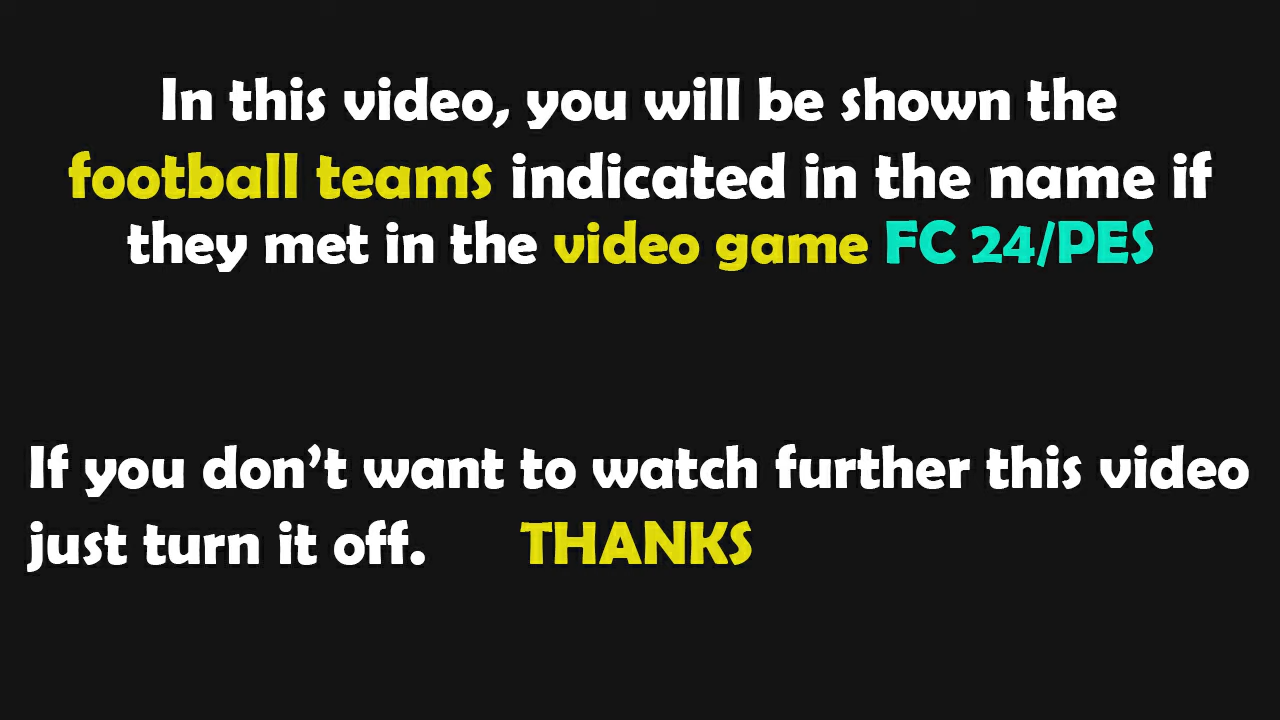 In this video, you will be shown the
football teams indicated in the name if
they met in the video game FC 24/PES
If you don't want to watch further this video
just turn it off. THANKS